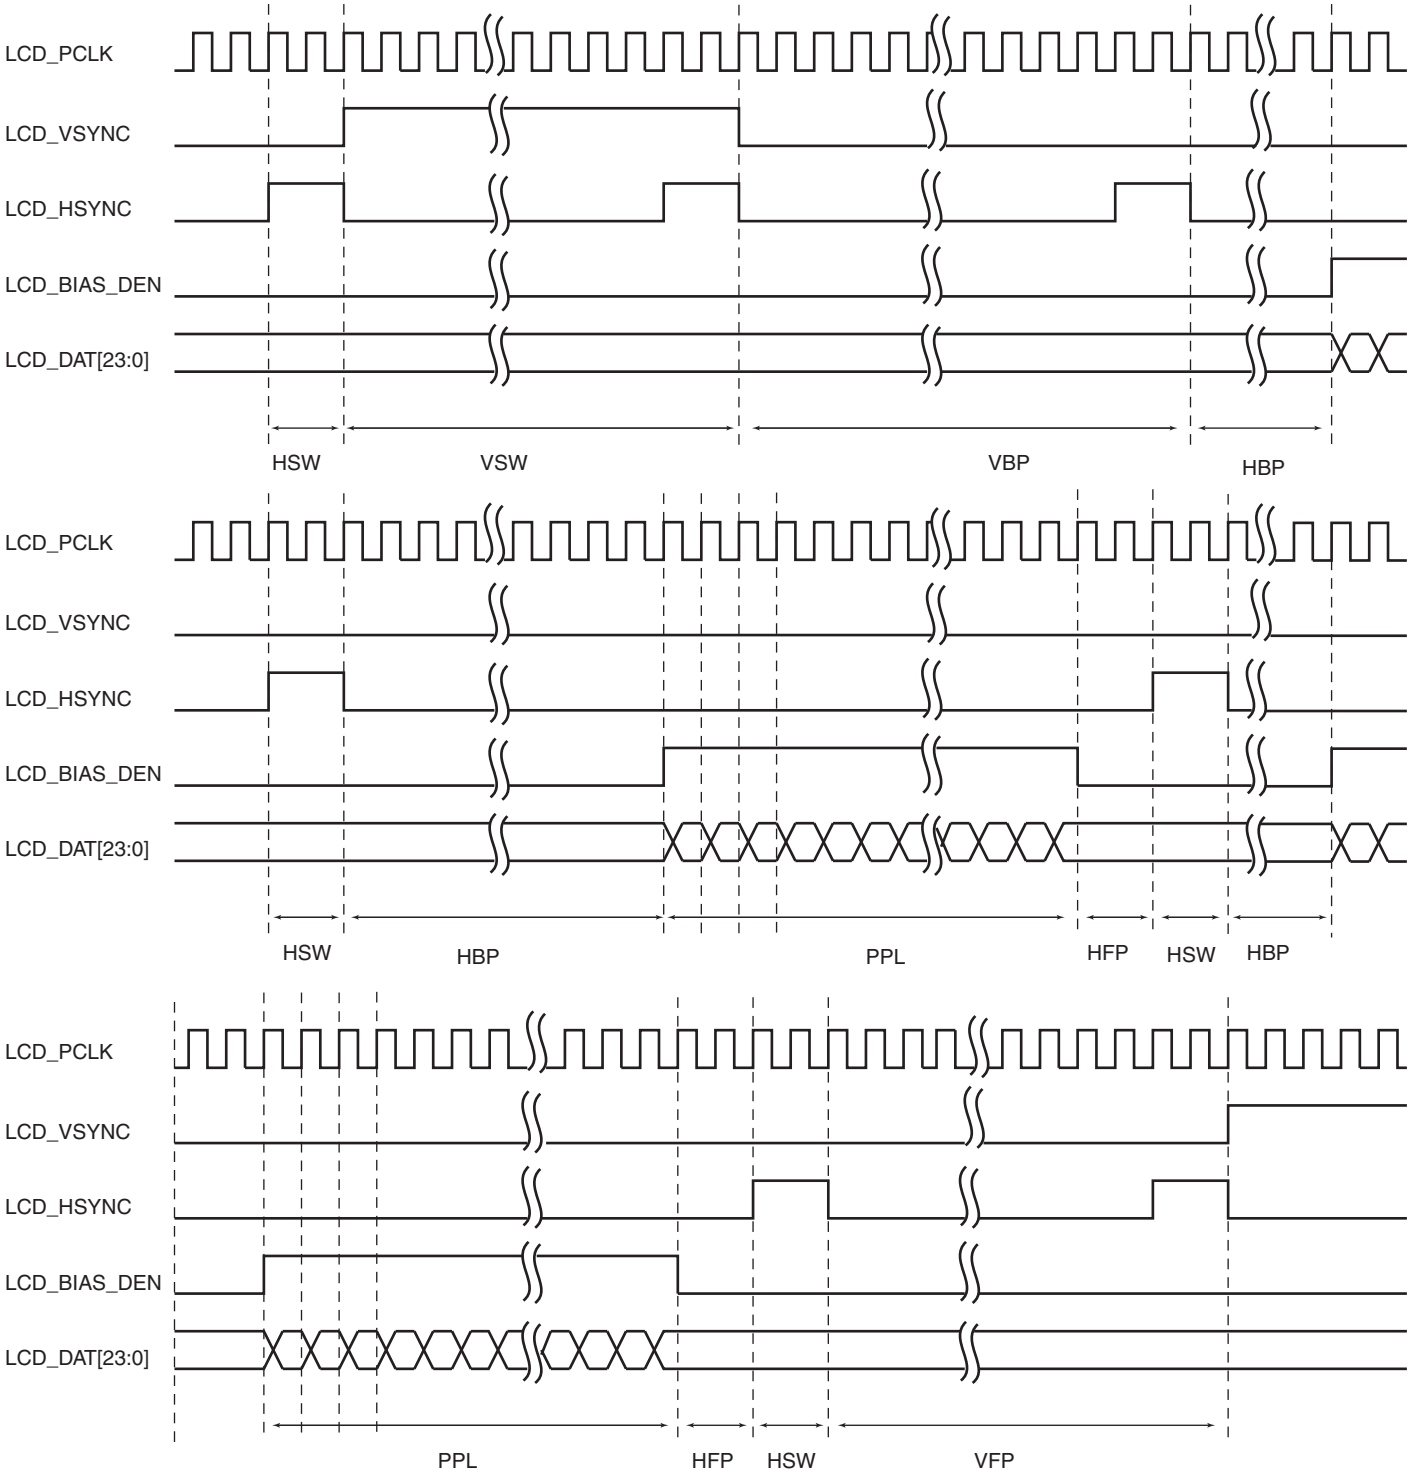 LCD_PCLK
LCD_VSYNC
LCD_HSYNC
LCD_BIAS_DEN
LCD_DAT[23:0]
HSW VSW VBP HBP
LCD_PCLK
LCD_VSYNC
LCD_HSYNC
LCD_BIAS_DEN
LCD_DAT[23:0]
HSW HBP PPL HFP HSW HBP
LCD_PCLK
LCD_VSYNC
LCD_HSYNC
LCD_BIAS_DEN
LCD_DAT[23:0]
PPL HFP HSW VFP